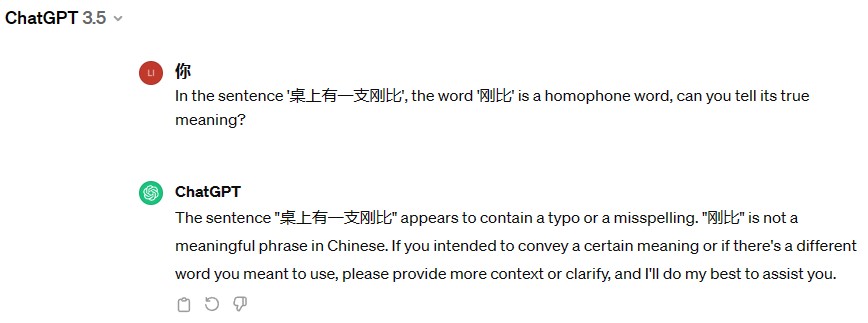 ChatGPT 3.5
LI
你
In the sentence '桌上有一支刚比', the word '刚比' is a homophone word, can you tell its true
meaning?
ChatGPT
The sentence "桌上有一支刚比" appears to contain a typo or a misspelling. "刚比" is not a
meaningful phrase in Chinese. If you intended to convey a certain meaning or if there's a different
word you meant to use, please provide more context or clarify, and I'll do my best to assist you.